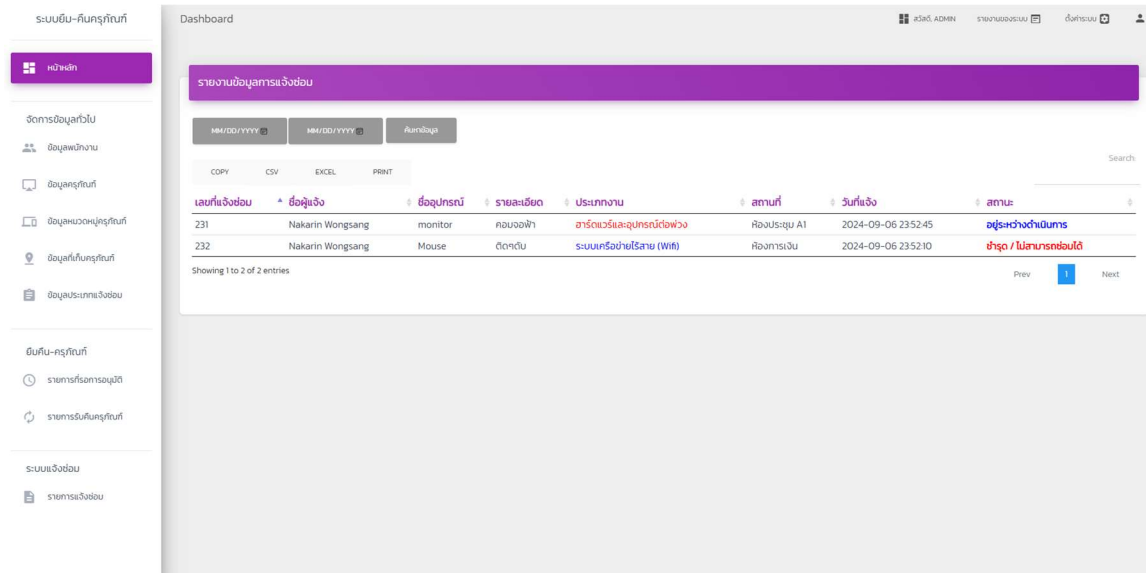 ระบบยืม-คืนครุภัณฑ์
Dashboard
สวัสดี, ADMIN รายงานของระบบ ตั้งค่าระบบ
หน้าหลัก
จัดการข้อมูลทั่วไป
ข้อมูลพนักงาน
ข้อมูลครุภัณฑ์
ข้อมูลหมวดหมู่ครุภัณฑ์
ข้อมูลที่เก็บครุภัณฑ์
ข้อมูลประเภทแจ้งซ่อม
ยืมคืน-ครุภัณฑ์
รายการที่รอการอนุมัติ
รายการรับคืนครุภัณฑ์
ระบบแจ้งซ่อม
รายการแจ้งซ่อม
รายงานข้อมูลการแจ้งซ่อม
MM/DD/YYYY MM/DD/YYYY ค้นหาข้อมูล
Search
COPY CSV EXCEL PRINT
เลขที่แจ้งซ่อม ชื่อผู้แจ้ง ชื่ออุปกรณ์ รายละเอียด ประเภทงาน สถานที่ วันที่แจ้ง สถานะ
231 Nakarin Wongsang monitor คอมจอฟ้า ฮาร์ดแวร์และอุปกรณ์ต่อพ่วง ห้องประชุม A1 2024-09-06 23:52:45 อยู่ระหว่างดำเนินการ
232 Nakarin Wongsang Mouse ติดๆดับ ระบบเครือข่ายไร้สาย (Wifi) ห้องการเงิน 2024-09-06 23:52:10 ชำรุด / ไม่สามารถซ่อมได้
Showing 1 to 2 of 2 entries
Prev 1 Next